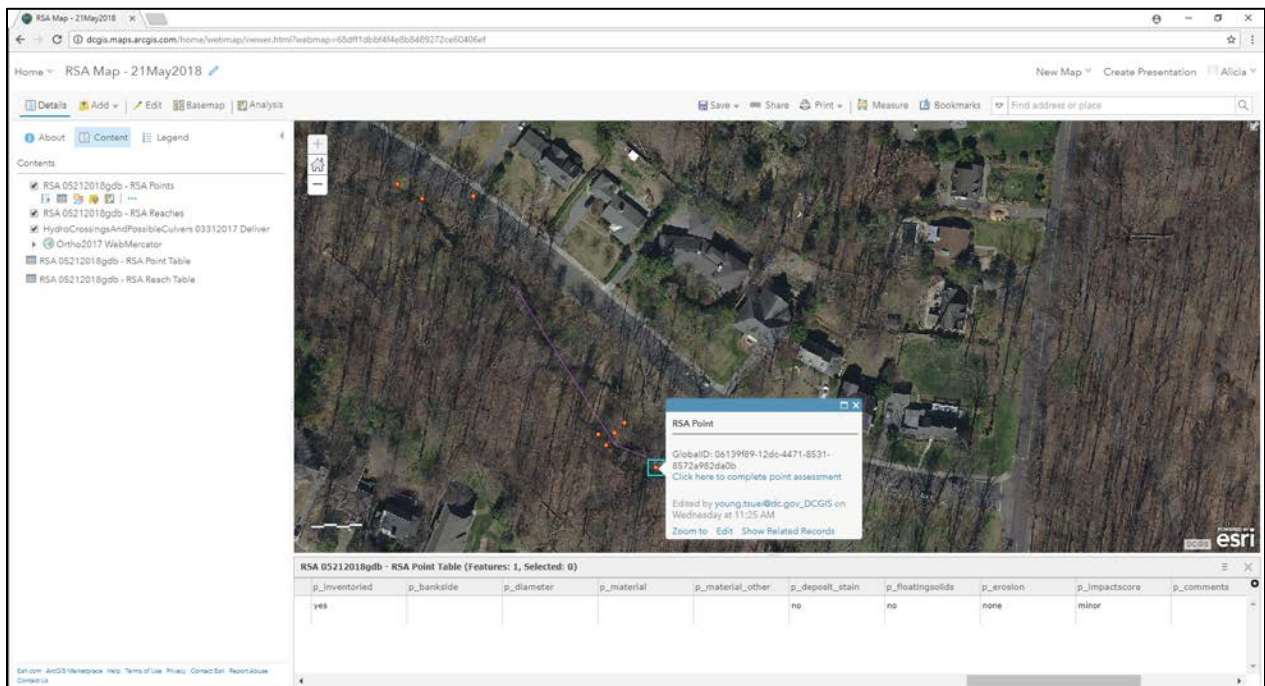 RSA Map - 21May2018
dcgis.maps.arcgis.com/home/webmap/viewer.html?webmap=68dff1dbbf4f4e8b8489272ce60406ef
Home RSA Map - 21May2018 New Map Create Presentation Alicia
Details Add Edit Basemap Analysis Save Share Print Measure Bookmarks Find address or place
About Content Legend
Contents
RSA 05212018gdb - RSA Points
RSA 05212018gdb - RSA Reaches
HydroCrossingsAndPossibleCulvers 03312017 Deliver
Ortho2017 WebMercator
RSA 05212018gdb - RSA Point Table
RSA 05212018gdb - RSA Reach Table
RSA Point
GlobalID: 06139f89-12dc-4471-8531-
8572a982da0b
Click here to complete point assessment
Edited by young.tsuei@dc.gov_DCGIS on
Wednesday at 11:25 AM
Zoom to Edit Show Related Records
POWERED BY
esri
DCGIS
RSA 05212018gdb - RSA Point Table (Features: 1, Selected: 0)
p_inventoried p_bankside p_diameter p_material p_material_other p_deposit_stain p_floatingsolids p_erosion p_impactscore p_comments
yes no no none minor
Esri.com ArcGIS Marketplace Help Terms of Use Privacy Contact Esri Report Abuse
Contact Us